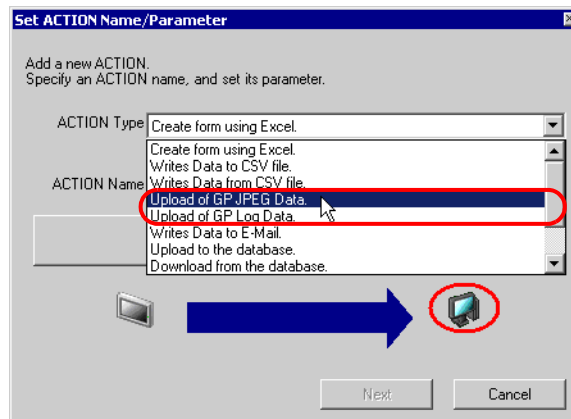 Set ACTION Name/Parameter
Add a new ACTION.
Specify an ACTION name, and set its parameter.
ACTION Type Create form using Excel.
Create form using Excel.
Writes Data to CSV file.
ACTION Name Writes Data from CSV file.
Upload of GP JPEG Data.
Upload of GP Log Data.
Writes Data to E-Mail.
Upload to the database.
Download from the database.
Next Cancel